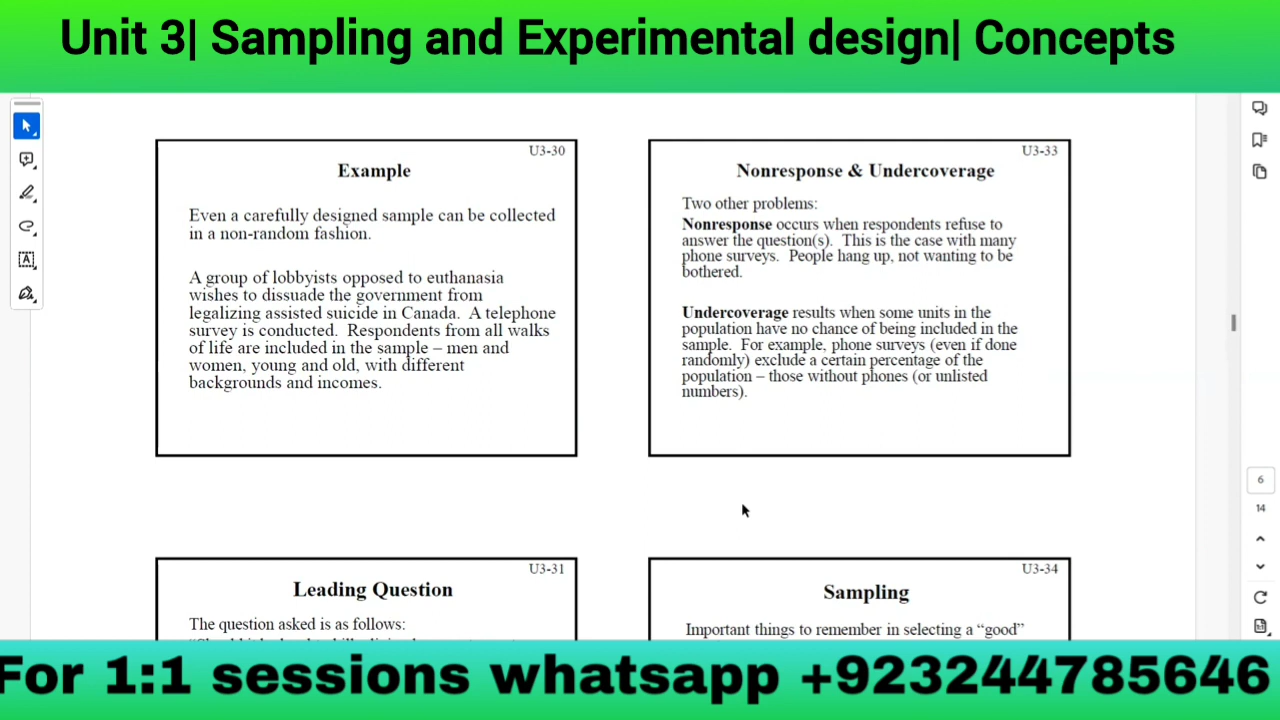 Unit 3| Sampling and Experimental design| Concepts
U3-30
Example
Even a carefully designed sample can be collected
in a non-random fashion.
A group of lobbyists opposed to euthanasia
wishes to dissuade the government from
legalizing assisted suicide in Canada.  A telephone
survey is conducted.  Respondents from all walks
of life are included in the sample – men and
women, young and old, with different
backgrounds and incomes.
U3-33
Nonresponse & Undercoverage
Two other problems:
Nonresponse occurs when respondents refuse to
answer the question(s).  This is the case with many
phone surveys.  People hang up, not wanting to be
bothered.
Undercoverage results when some units in the
population have no chance of being included in the
sample.  For example, phone surveys (even if done
randomly) exclude a certain percentage of the
population – those without phones (or unlisted
numbers).
U3-31
Leading Question
The question asked is as follows:
U3-34
Sampling
Important things to remember in selecting a “good”
6
14
For 1:1 sessions whatsapp +923244785646